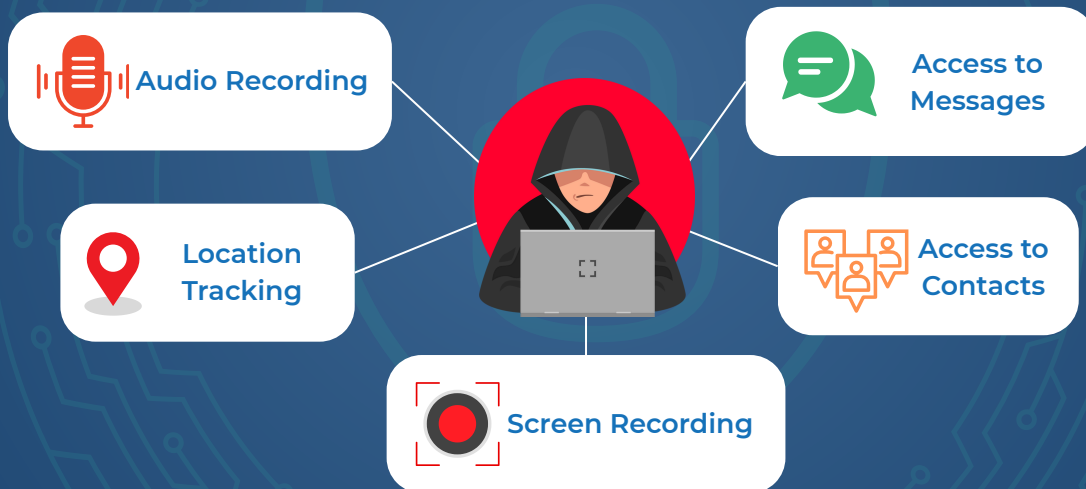 Audio Recording
Access to
Messages
Location
Tracking
Access to
Contacts
Screen Recording